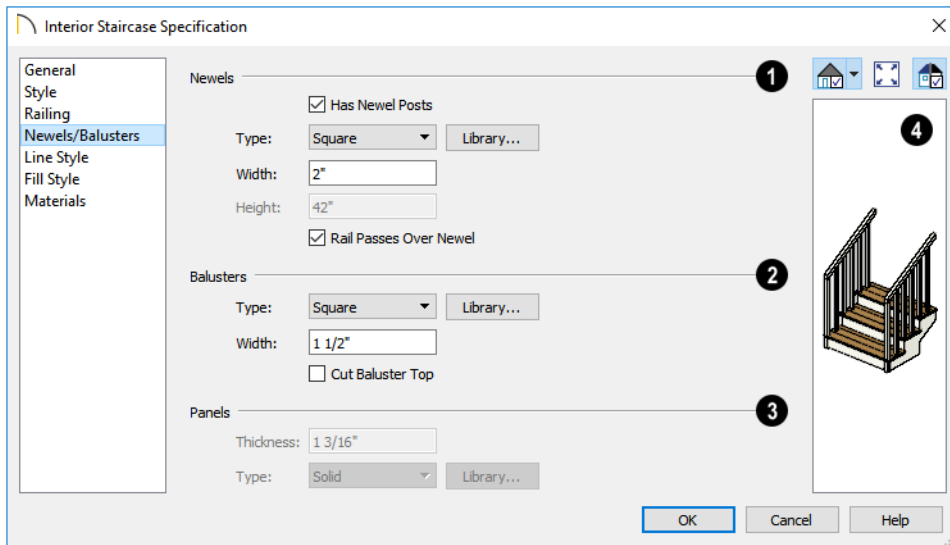 Interior Staircase Specification
General
Style
Railing
Newels/Balusters
Line Style
Fill Style
Materials
Newels
1
Has Newel Posts
Type: Square Library...
Width: 2"
Height: 42"
Rail Passes Over Newel
Balusters
2
Type: Square Library...
Width: 1 1/2"
Cut Baluster Top
Panels
3
Thickness: 1 3/16"
Type: Solid Library...
4
OK Cancel Help